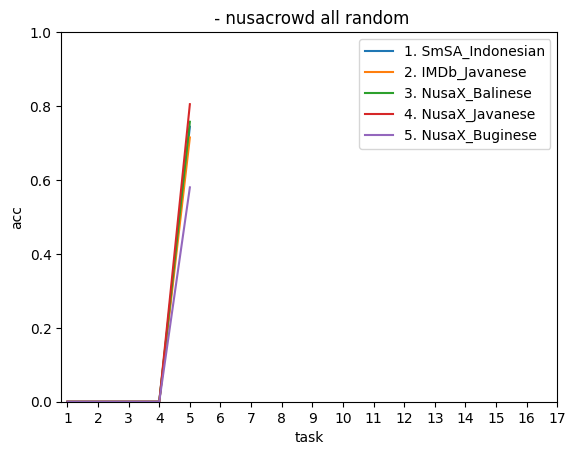 - nusacrowd all random
1.0
0.8
0.6
0.4
0.2
0.0
acc
1. SmSA_Indonesian
2. IMDb_Javanese
3. NusaX_Balinese
4. NusaX_Javanese
5. NusaX_Buginese
1 2 3 4 5 6 7 8 9 10 11 12 13 14 15 16 17
task